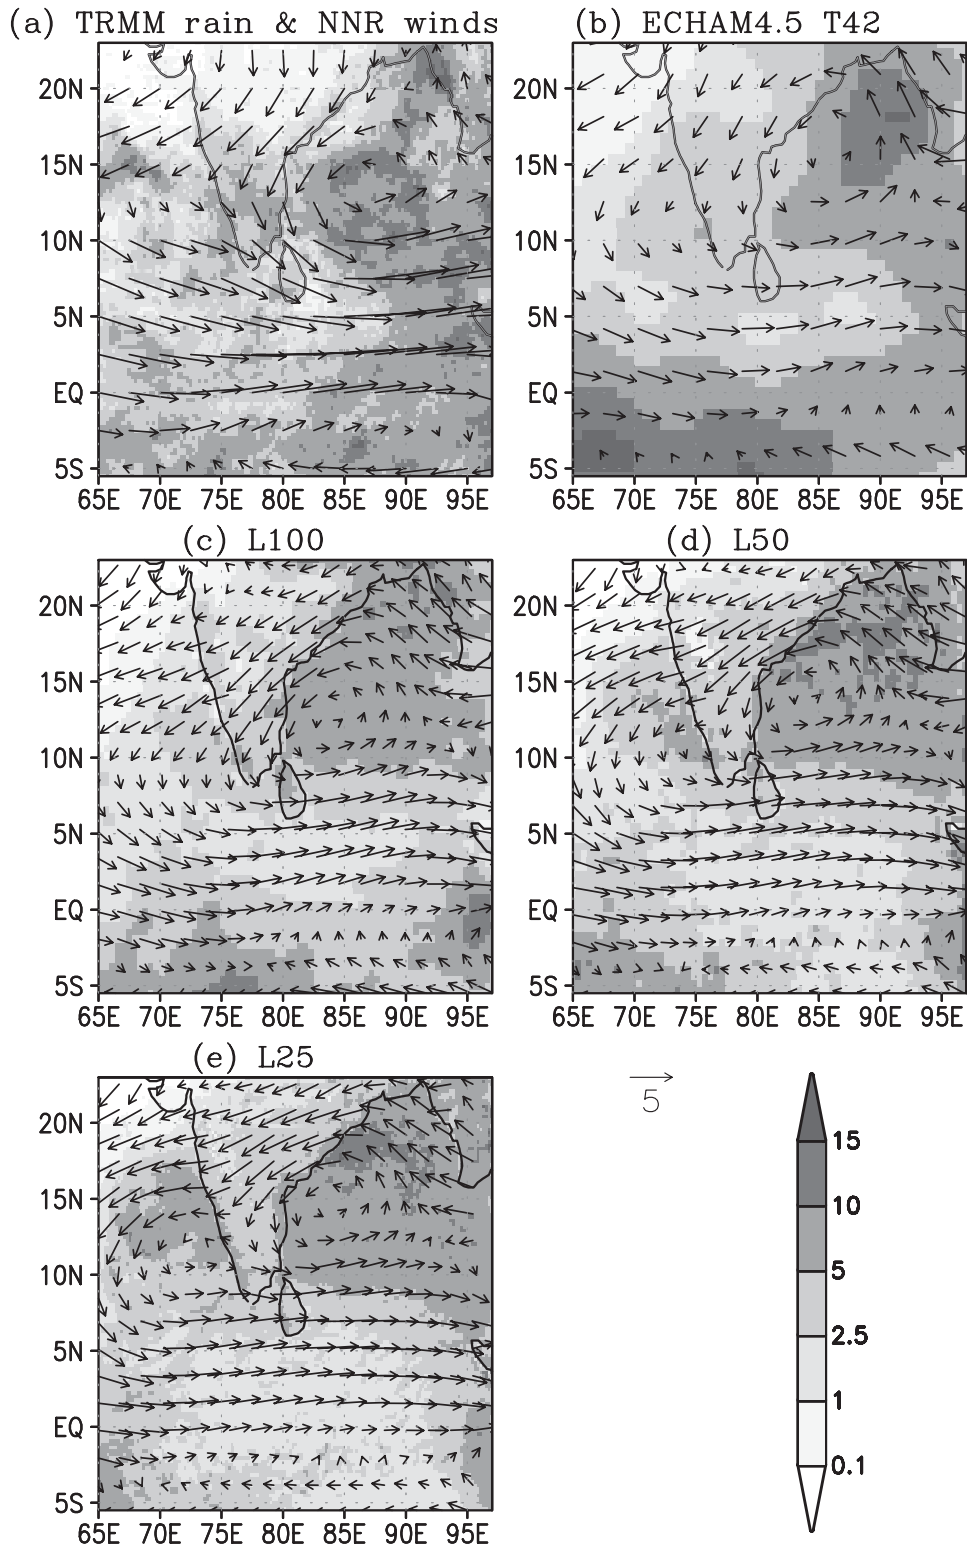 (a) TRMM rain & NNR winds
(b) ECHAM4.5 T42
20N
15N
10N
5N
EQ
5S
65E 70E 75E 80E 85E 90E 95E
20N
15N
10N
5N
EQ
5S
65E 70E 75E 80E 85E 90E 95E
(c) L100
(d) L50
20N
15N
10N
5N
EQ
5S
65E 70E 75E 80E 85E 90E 95E
20N
15N
10N
5N
EQ
5S
65E 70E 75E 80E 85E 90E 95E
(e) L25
20N
15N
10N
5N
EQ
5S
65E 70E 75E 80E 85E 90E 95E
5
15
10
5
2.5
1
0.1